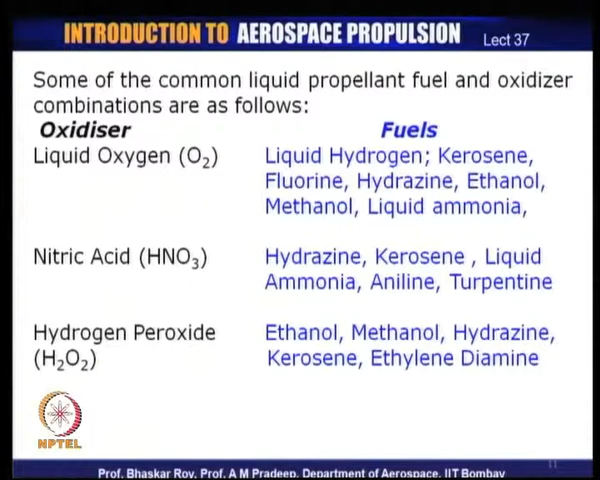 INTRODUCTION TO AEROSPACE PROPULSION Lect 37
Some of the common liquid propellant fuel and oxidizer
combinations are as follows:
Oxidiser Fuels
Liquid Oxygen (O₂) Liquid Hydrogen; Kerosene,
Fluorine, Hydrazine, Ethanol,
Methanol, Liquid ammonia,
Nitric Acid (HNO₃) Hydrazine, Kerosene , Liquid
Ammonia, Aniline, Turpentine
Hydrogen Peroxide Ethanol, Methanol, Hydrazine,
(H₂O₂) Kerosene, Ethylene Diamine
NPTEL
11
Prof. Bhaskar Roy, Prof. A M Pradeep, Department of Aerospace, IIT Bombay